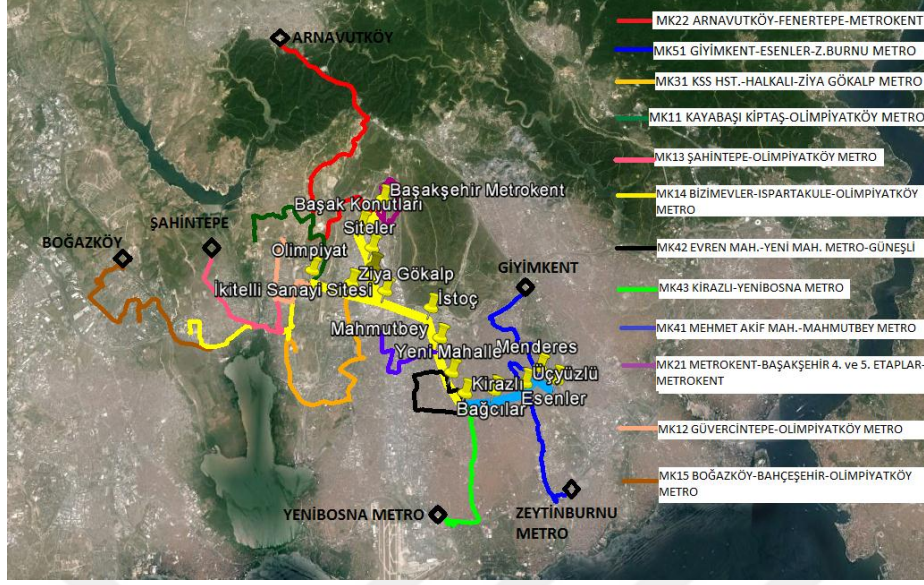 ARNAVUTKÖY
Başakşehir Metrokent
Başak Konutları
ŞAHİNTEPE
Siteler
BOĞAZKÖY
Olimpiyat
GİYİMKENT
Ziya Gökalp
İkitelli Sanayi Sitesi
İstoç
Mahmutbey
Yeni Mahalle
Menderes
Üçyüzlü
Kirazlı
Esenler
Bağcılar
YENİBOSNA METRO
ZEYTİNBURNU
METRO
MK22 ARNAVUTKÖY-FENERTEPE-METROKENT
MK51 GİYİMKENT-ESENLER-Z.BURNU METRO
MK31 KSS HST.-HALKALI-ZİYA GÖKALP METRO
MK11 KAYABAŞI KİPTAŞ-OLİMPİYATKÖY METRO
MK13 ŞAHİNTEPE-OLİMPİYATKÖY METRO
MK14 BİZİMEVLER-ISPARTAKULE-OLİMPİYATKÖY
METRO
MK42 EVREN MAH.-YENİ MAH. METRO-GÜNEŞLİ
MK43 KİRAZLI-YENİBOSNA METRO
MK41 MEHMET AKİF MAH.-MAHMUTBEY METRO
MK21 METROKENT-BAŞAKŞEHİR 4. ve 5. ETAPLAR-
METROKENT
MK12 GÜVERCİNTEPE-OLİMPİYATKÖY METRO
MK15 BOĞAZKÖY-BAHÇEŞEHİR-OLİMPİYATKÖY
METRO